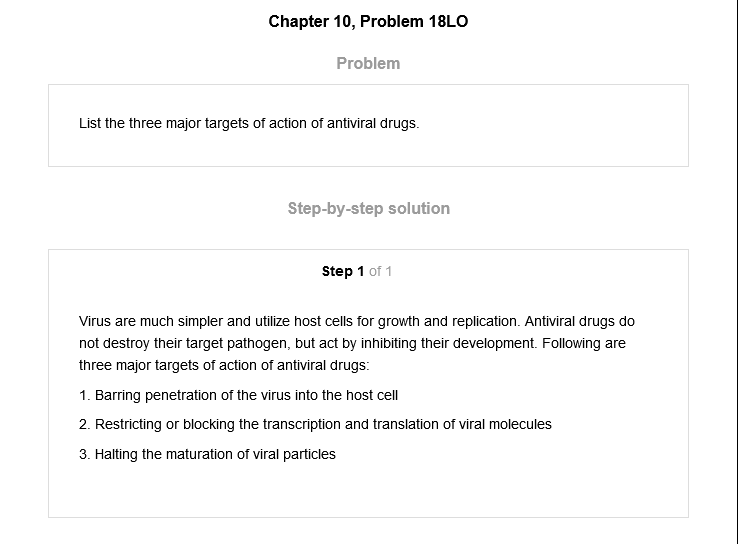 Chapter 10, Problem 18LO
Problem
List the three major targets of action of antiviral drugs.
Step-by-step solution
Step 1 of 1
Virus are much simpler and utilize host cells for growth and replication. Antiviral drugs do
not destroy their target pathogen, but act by inhibiting their development. Following are
three major targets of action of antiviral drugs:
1. Barring penetration of the virus into the host cell
2. Restricting or blocking the transcription and translation of viral molecules
3. Halting the maturation of viral particles